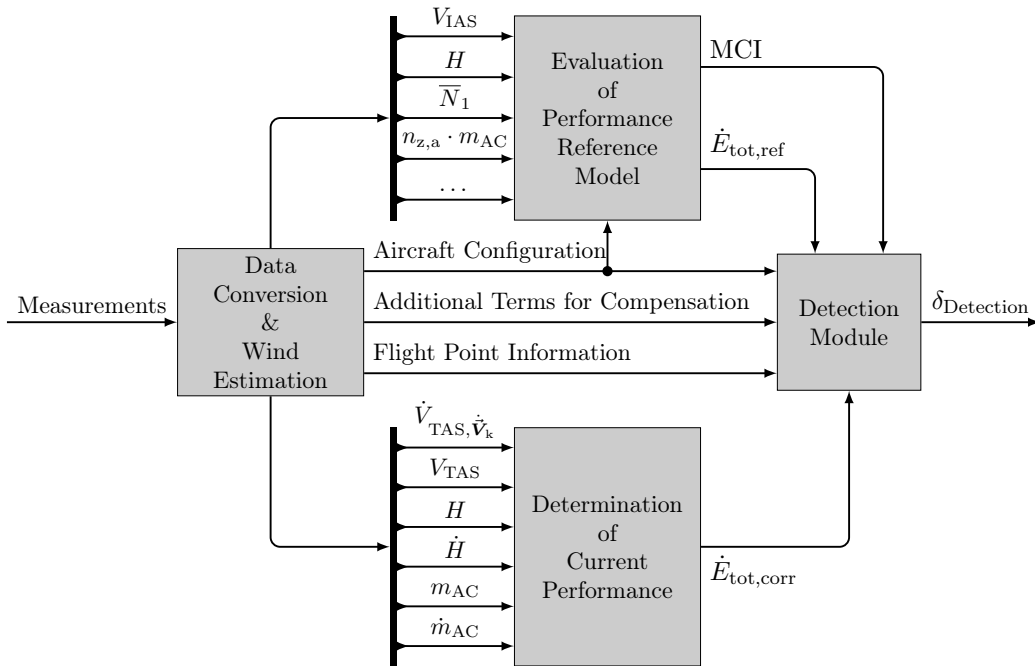 V_IAS
H
N̅_1
n_z,a · m_AC
...
Evaluation
of
Performance
Reference
Model
MCI
Ė_tot,ref
Measurements
Data
Conversion
&
Wind
Estimation
Aircraft Configuration
Additional Terms for Compensation
Flight Point Information
Detection
Module
δ_Detection
V̇_TAS,V⃗̇_k
V_TAS
H
Ḣ
m_AC
ṁ_AC
Determination
of
Current
Performance
Ė_tot,corr